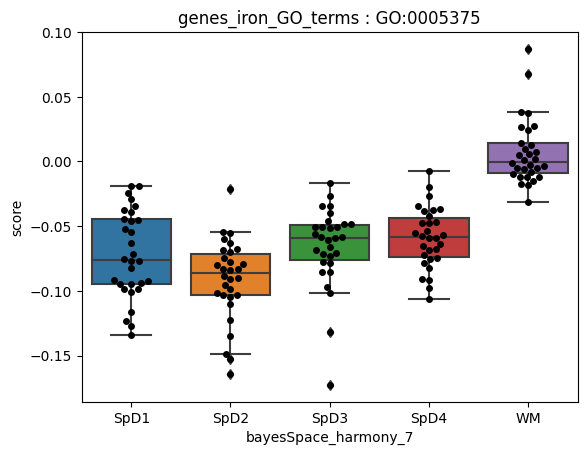 genes_iron_GO_terms : GO:0005375
0.10
0.05
0.00
−0.05
−0.10
−0.15
score
SpD1 SpD2 SpD3 SpD4 WM
bayesSpace_harmony_7